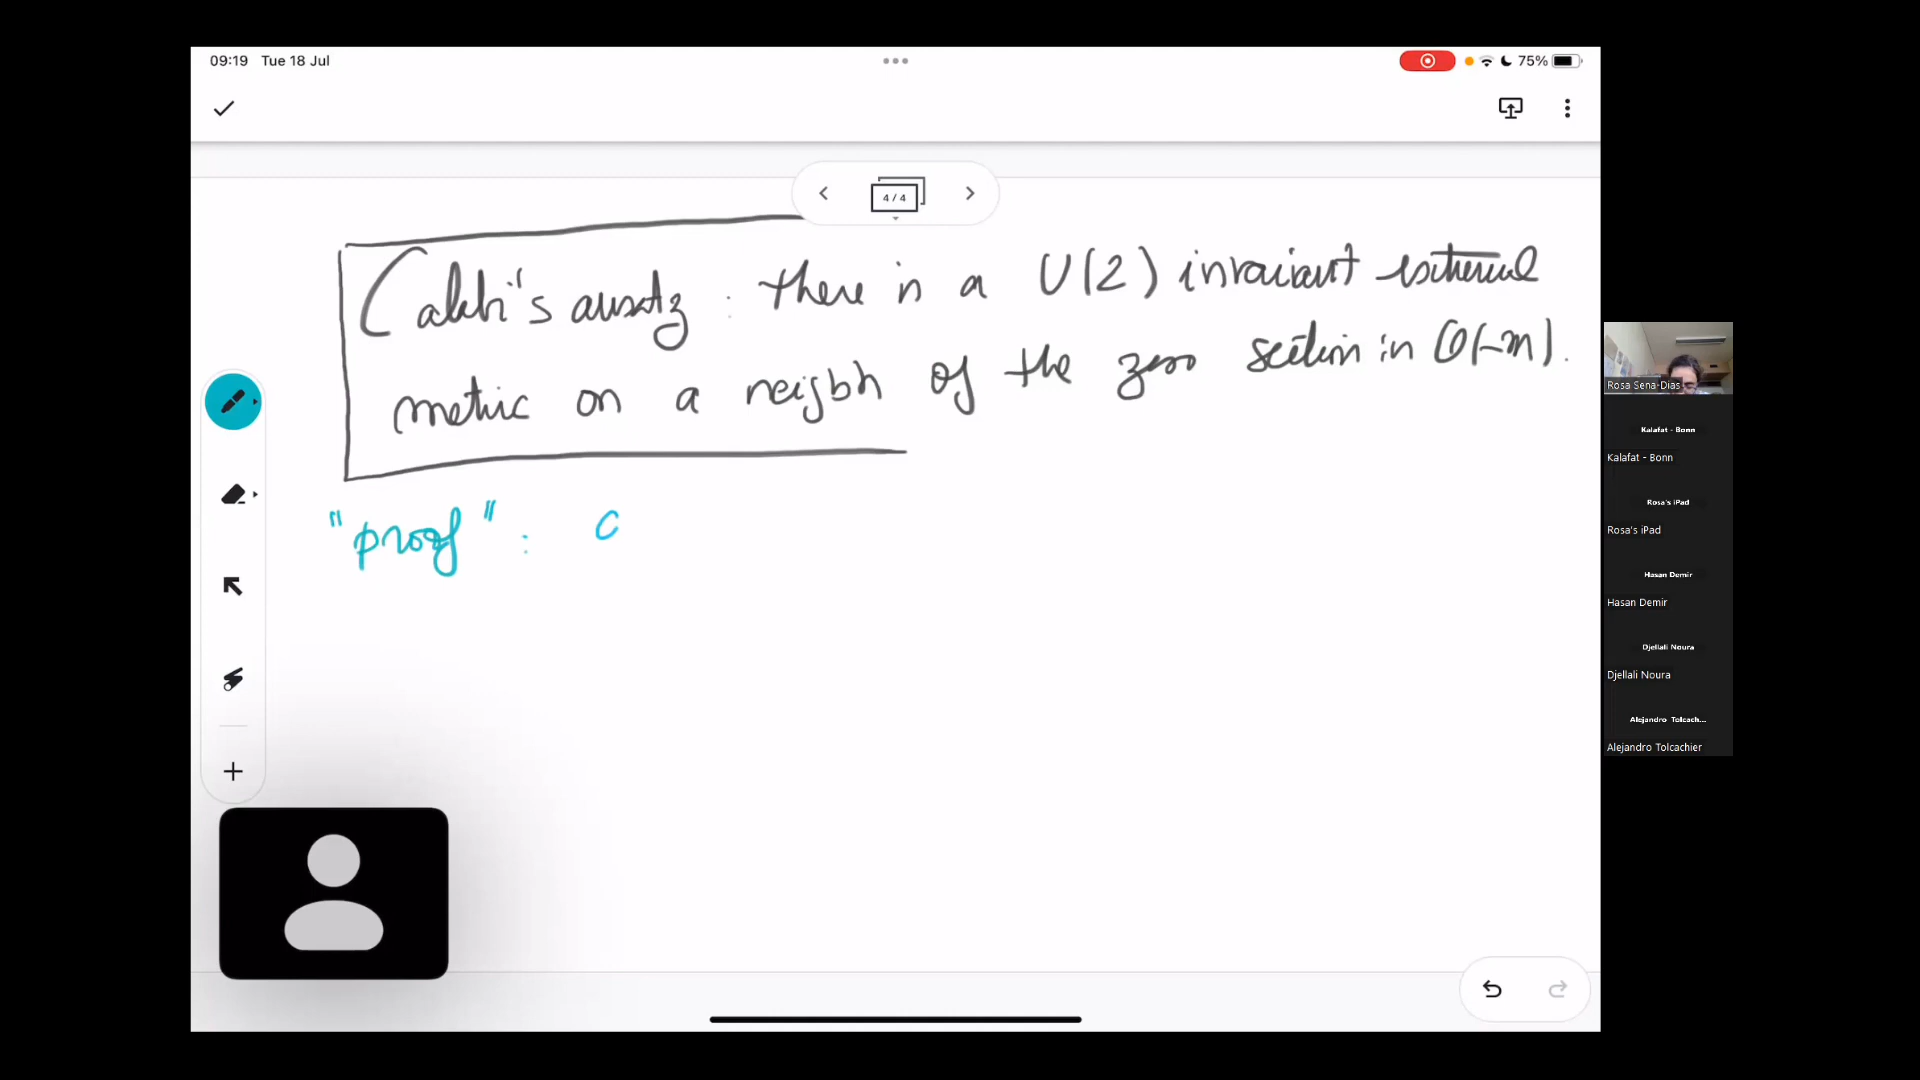 09:19 Tue 18 Jul
75%
4 / 4
Calabi's ansatz : there is a U(2) invariant extremal
metric on a neigbh of the zero section in O(-m).
"proof" : C
Rosa Sena-Dias
Kalafat - Bonn
Kalafat - Bonn
Rosa's iPad
Rosa's iPad
Hasan Demir
Hasan Demir
Djellali Noura
Djellali Noura
Alejandro Tolcach...
Alejandro Tolcachier